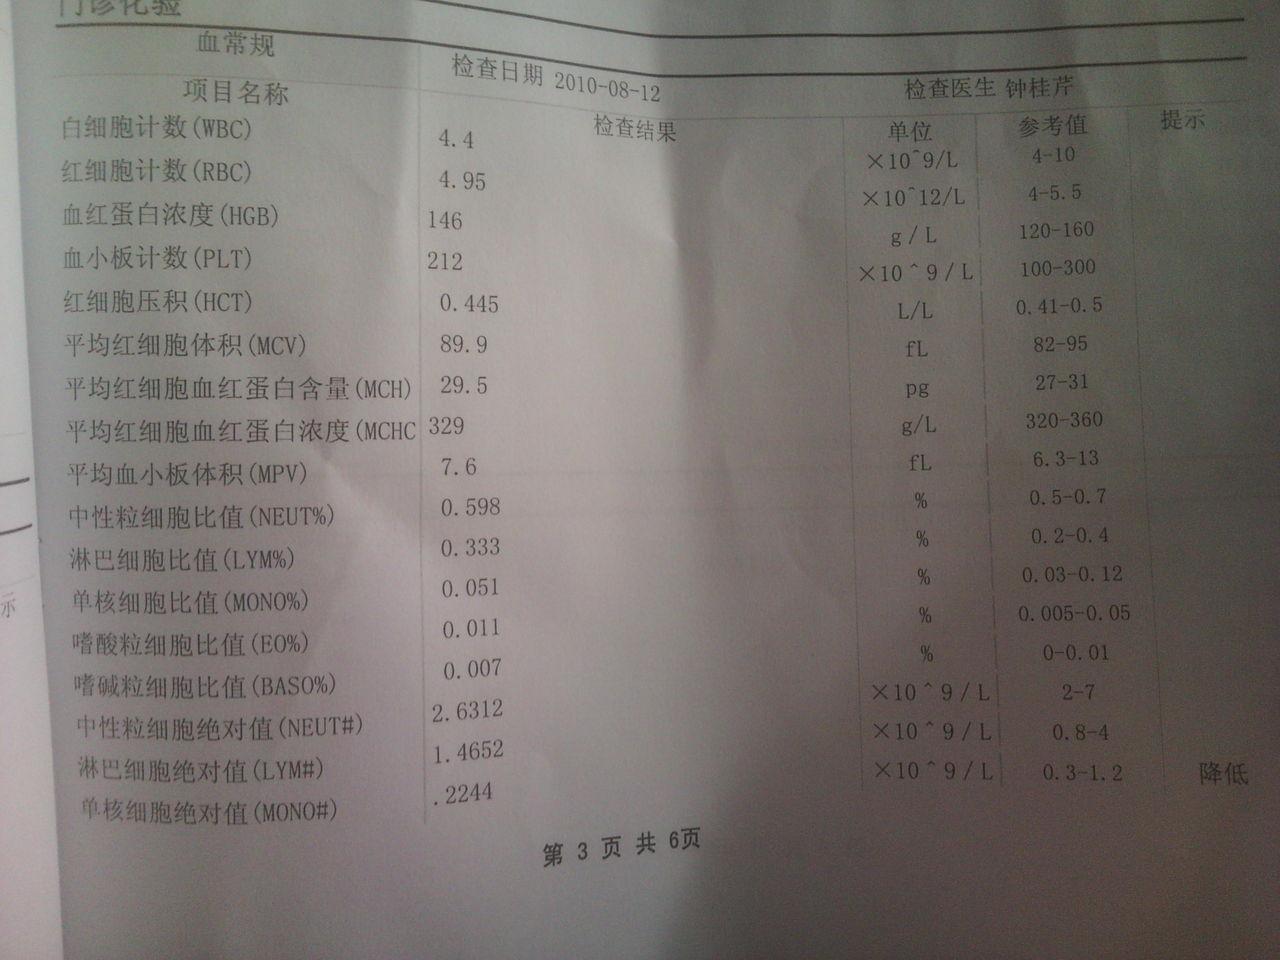 门诊化验
血常规 检查日期 2010-08-12 检查医生 钟桂芹
项目名称 检查结果 单位 参考值 提示
白细胞计数(WBC) 4.4 ×10^9/L 4-10
红细胞计数(RBC) 4.95 ×10^12/L 4-5.5
血红蛋白浓度(HGB) 146 g/L 120-160
血小板计数(PLT) 212 ×10^9/L 100-300
红细胞压积(HCT) 0.445 L/L 0.41-0.5
平均红细胞体积(MCV) 89.9 fL 82-95
平均红细胞血红蛋白含量(MCH) 29.5 pg 27-31
平均红细胞血红蛋白浓度(MCHC 329 g/L 320-360
平均血小板体积(MPV) 7.6 fL 6.3-13
中性粒细胞比值(NEUT%) 0.598 % 0.5-0.7
淋巴细胞比值(LYM%) 0.333 % 0.2-0.4
单核细胞比值(MONO%) 0.051 % 0.03-0.12
嗜酸粒细胞比值(EO%) 0.011 % 0.005-0.05
嗜碱粒细胞比值(BASO%) 0.007 % 0-0.01
中性粒细胞绝对值(NEUT#) 2.6312 ×10^9/L 2-7
淋巴细胞绝对值(LYM#) 1.4652 ×10^9/L 0.8-4
单核细胞绝对值(MONO#) .2244 ×10^9/L 0.3-1.2 降低
第 3 页 共 6页
示